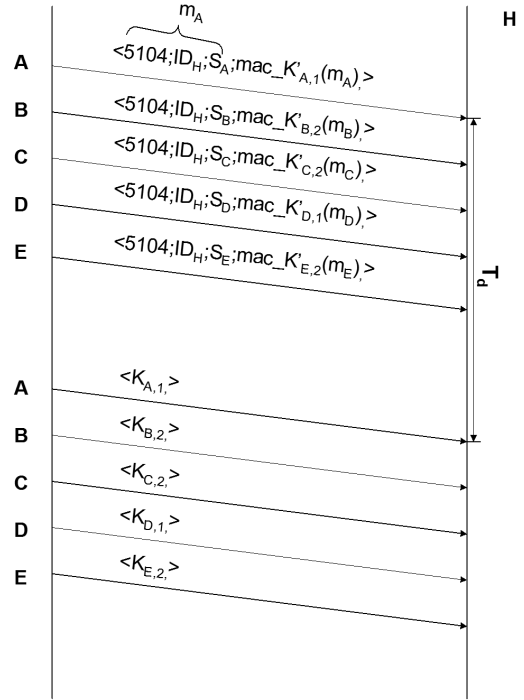 m_A
H
A <5104;ID_H;S_A;mac_K'_A,1(m_A),>
B <5104;ID_H;S_B;mac_K'_B,2(m_B),>
C <5104;ID_H;S_C;mac_K'_C,2(m_C),>
D <5104;ID_H;S_D;mac_K'_D,1(m_D),>
E <5104;ID_H;S_E;mac_K'_E,2(m_E),>
T_d
A <K_A,1,>
B <K_B,2,>
C <K_C,2,>
D <K_D,1,>
E <K_E,2,>